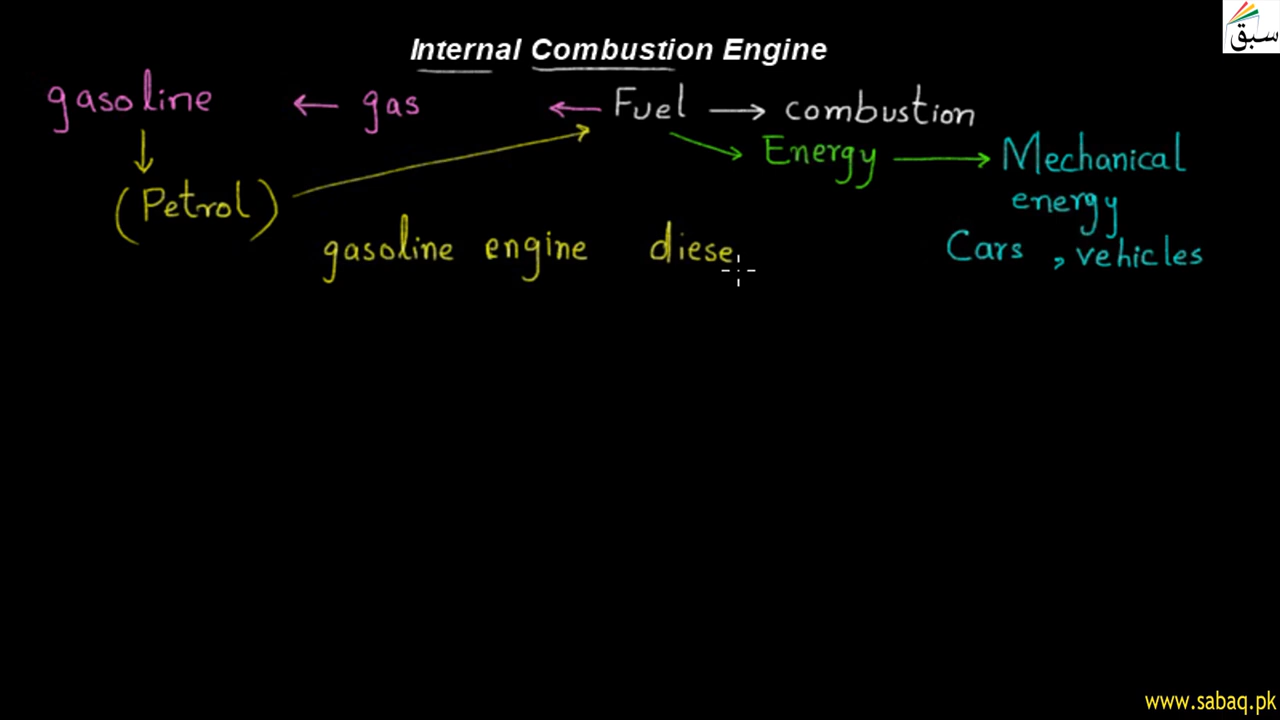 سبق
Internal Combustion Engine
gasoline ← gas ← Fuel → combustion
Energy → Mechanical
energy
(Petrol)
gasoline engine diese
Cars , vehicles
www.sabaq.pk